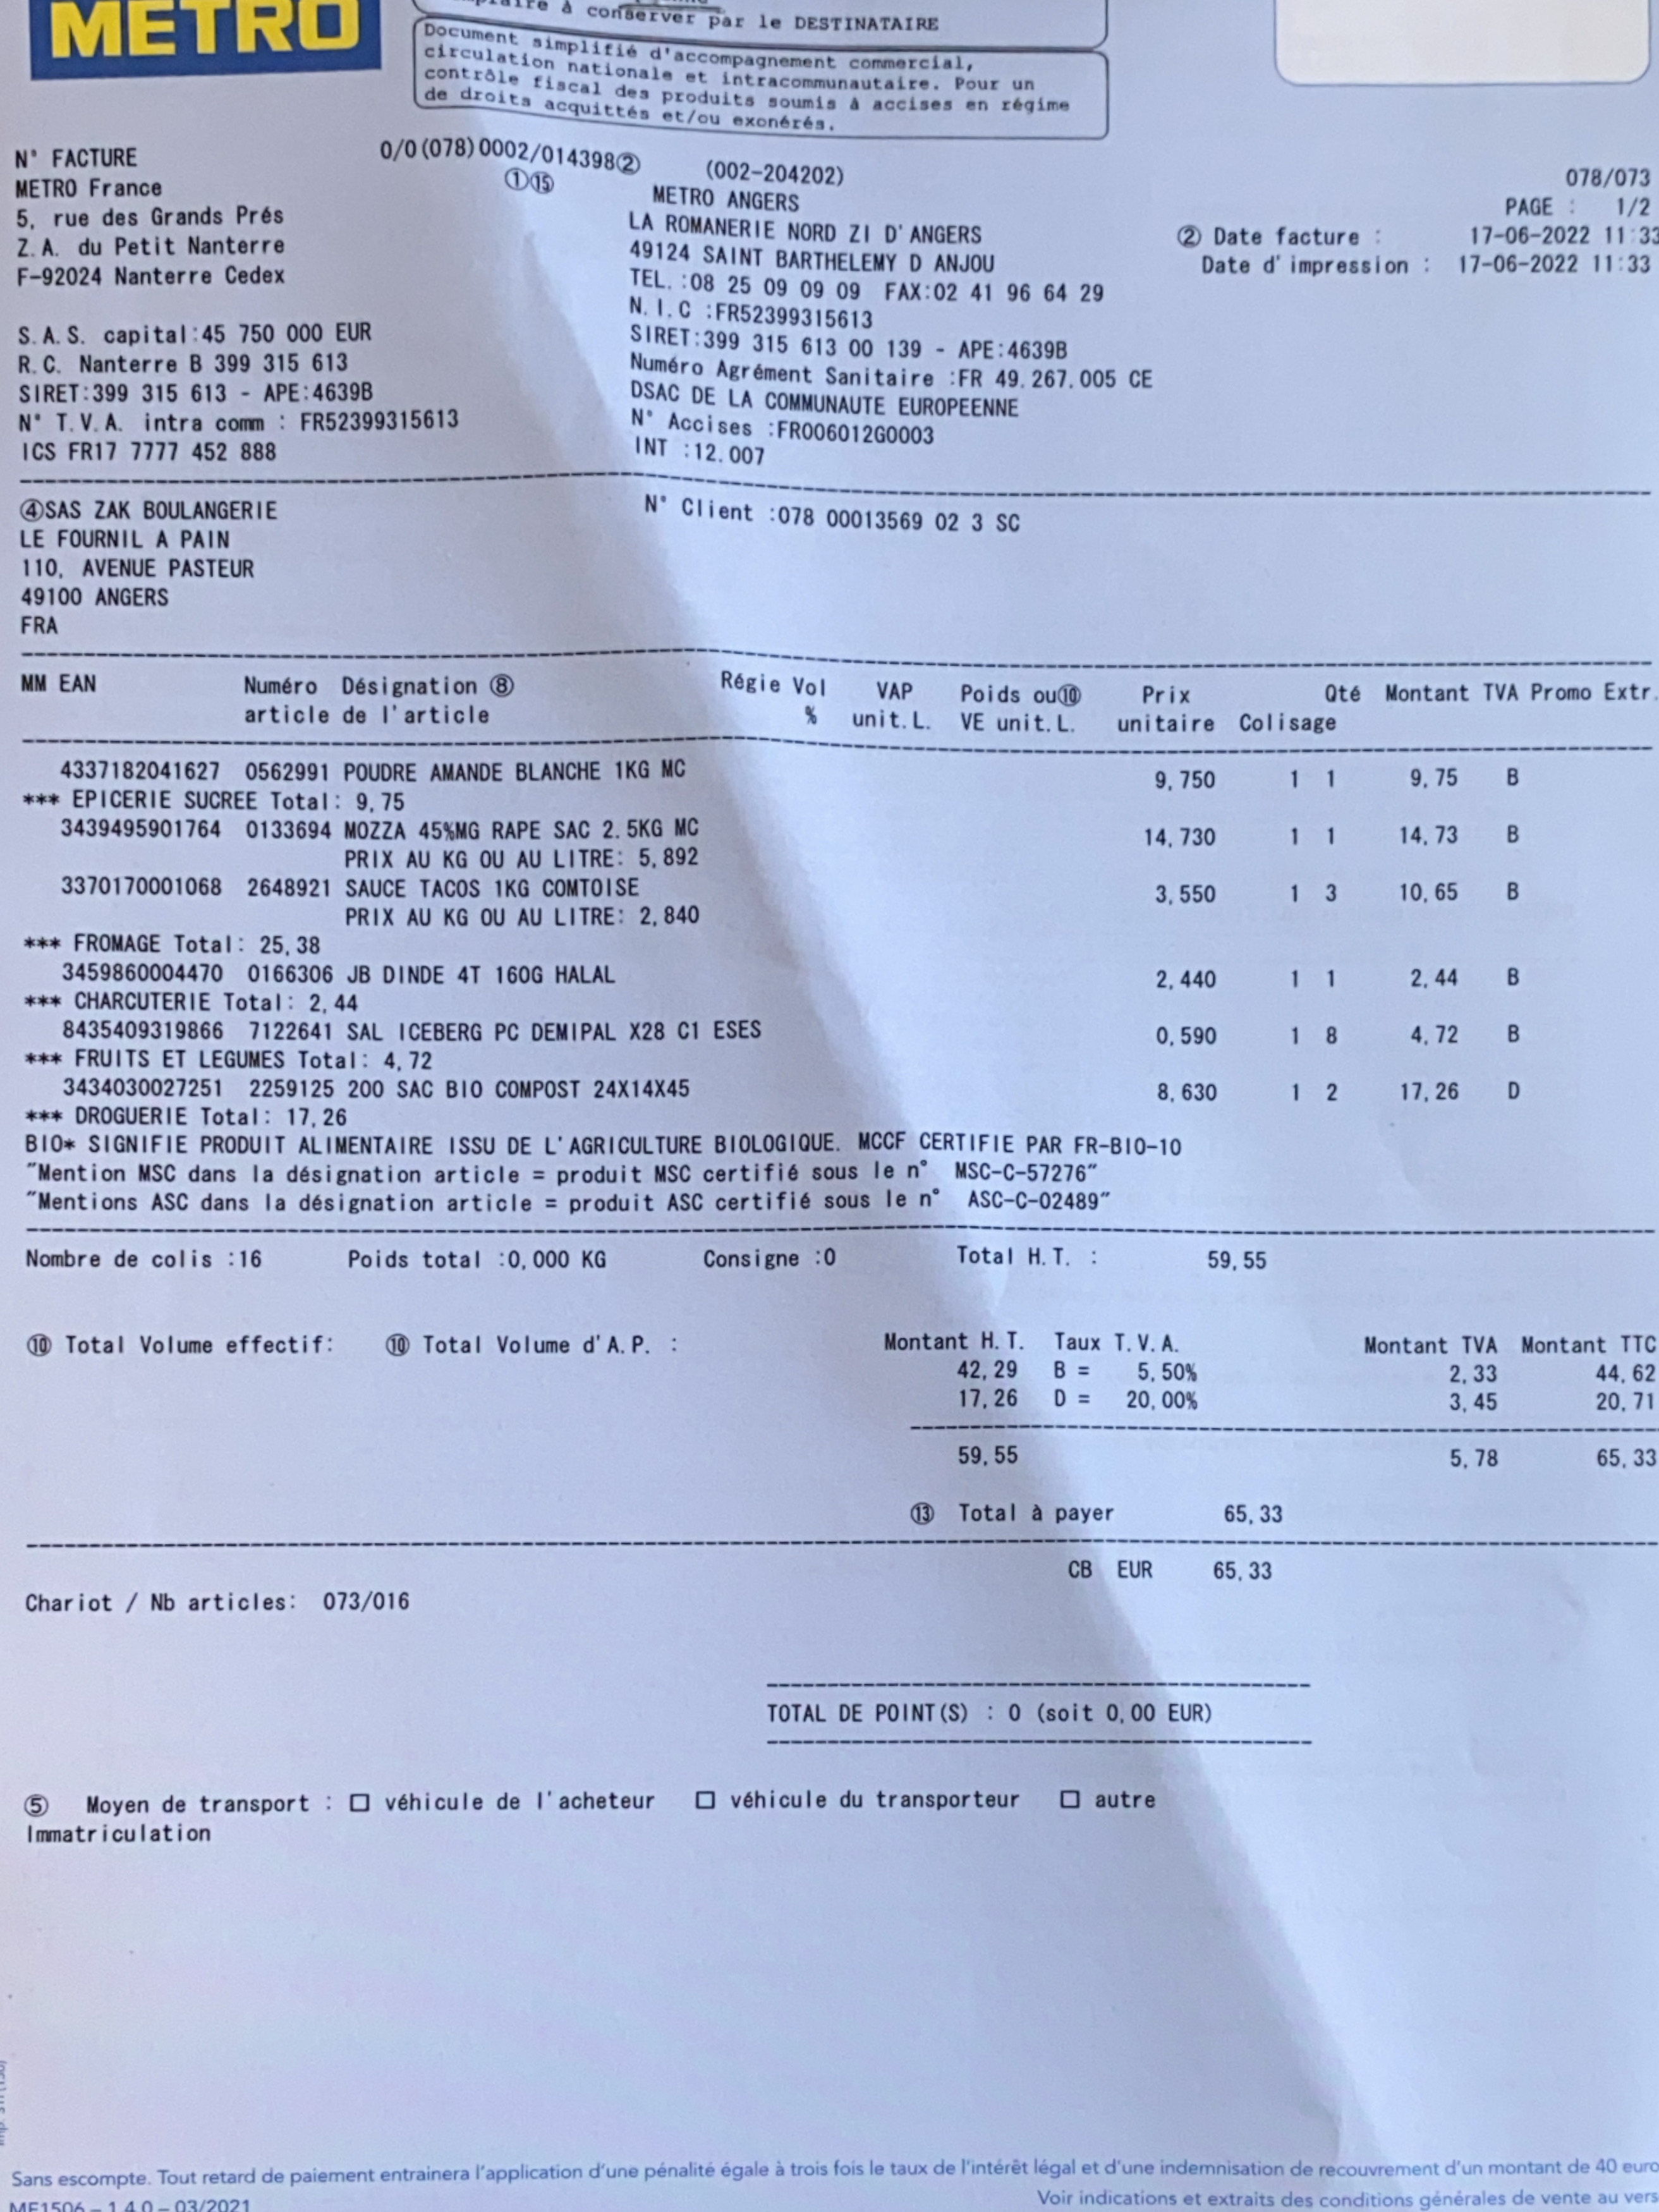 METRO
à conserver par le DESTINATAIRE
Document simplifié d'accompagnement commercial,
circulation nationale et intracommunautaire. Pour un
contrôle fiscal des produits soumis à accises en régime
de droits acquittés et/ou exonérés.
N° FACTURE 0/0(078)0002/014398② (002-204202) 078/073
①⑮
METRO France METRO ANGERS PAGE : 1/2
5, rue des Grands Prés LA ROMANERIE NORD ZI D'ANGERS ② Date facture : 17-06-2022 11:33
Z.A. du Petit Nanterre 49124 SAINT BARTHELEMY D ANJOU Date d'impression : 17-06-2022 11:33
F-92024 Nanterre Cedex TEL.:08 25 09 09 09 FAX:02 41 96 64 29
N.I.C :FR52399315613
S.A.S. capital:45 750 000 EUR SIRET:399 315 613 00 139 - APE:4639B
R.C. Nanterre B 399 315 613 Numéro Agrément Sanitaire :FR 49.267.005 CE
SIRET:399 315 613 - APE:4639B DSAC DE LA COMMUNAUTE EUROPEENNE
N° T.V.A. intra comm : FR52399315613 N° Accises :FR006012G0003
ICS FR17 7777 452 888 INT :12.007
④SAS ZAK BOULANGERIE N° Client :078 00013569 02 3 SC
LE FOURNIL A PAIN
110, AVENUE PASTEUR
49100 ANGERS
FRA
MM EAN Numéro Désignation ⑧ Régie Vol VAP Poids ou⑩ Prix Qté Montant TVA Promo Extr.
article de l'article % unit.L. VE unit.L. unitaire Colisage
4337182041627 0562991 POUDRE AMANDE BLANCHE 1KG MC 9,750 1 1 9,75 B
*** EPICERIE SUCREE Total: 9,75
3439495901764 0133694 MOZZA 45%MG RAPE SAC 2.5KG MC 14,730 1 1 14,73 B
PRIX AU KG OU AU LITRE: 5,892
3370170001068 2648921 SAUCE TACOS 1KG COMTOISE 3,550 1 3 10,65 B
PRIX AU KG OU AU LITRE: 2,840
*** FROMAGE Total: 25,38
3459860004470 0166306 JB DINDE 4T 160G HALAL 2,440 1 1 2,44 B
*** CHARCUTERIE Total: 2,44
8435409319866 7122641 SAL ICEBERG PC DEMIPAL X28 C1 ESES 0,590 1 8 4,72 B
*** FRUITS ET LEGUMES Total: 4,72
3434030027251 2259125 200 SAC BIO COMPOST 24X14X45 8,630 1 2 17,26 D
*** DROGUERIE Total: 17,26
BIO* SIGNIFIE PRODUIT ALIMENTAIRE ISSU DE L'AGRICULTURE BIOLOGIQUE. MCCF CERTIFIE PAR FR-BIO-10
"Mention MSC dans la désignation article = produit MSC certifié sous le n° MSC-C-57276"
"Mentions ASC dans la désignation article = produit ASC certifié sous le n° ASC-C-02489"
Nombre de colis :16 Poids total :0,000 KG Consigne :0 Total H.T. : 59,55
⑩ Total Volume effectif: ⑩ Total Volume d'A.P. : Montant H.T. Taux T.V.A. Montant TVA Montant TTC
42,29 B = 5,50% 2,33 44,62
17,26 D = 20,00% 3,45 20,71
59,55 5,78 65,33
⑬ Total à payer 65,33
CB EUR 65,33
Chariot / Nb articles: 073/016
TOTAL DE POINT(S) : 0 (soit 0,00 EUR)
⑤ Moyen de transport : ☐ véhicule de l'acheteur ☐ véhicule du transporteur ☐ autre
Immatriculation
Sans escompte. Tout retard de paiement entrainera l'application d'une pénalité égale à trois fois le taux de l'intérêt légal et d'une indemnisation de recouvrement d'un montant de 40 euro
Voir indications et extraits des conditions générales de vente au vers
ME1506 – 1.4.0 – 03/2021